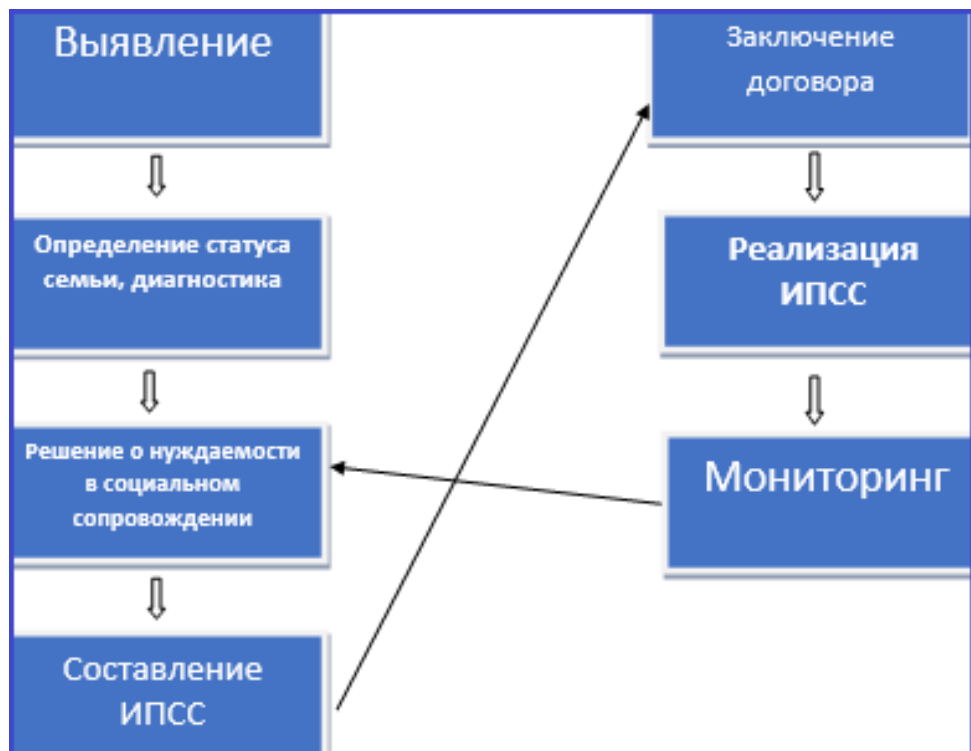 Выявление
Определение статуса
семьи, диагностика
Решение о нуждаемости
в социальном
сопровождении
Составление
ИПСС
Заключение
договора
Реализация
ИПСС
Мониторинг